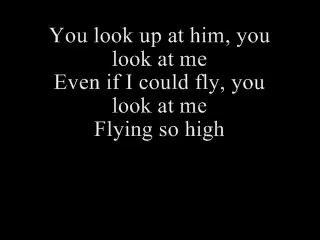 You look up at him, you
look at me
Even if I could fly, you
look at me
Flying so high